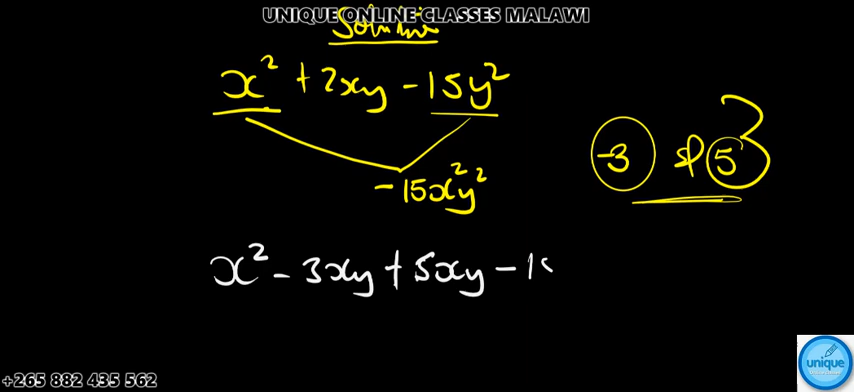 UNIQUE ONLINE CLASSES MALAWI
Solution
x² + 2xy - 15y²
-3 & 5
-15x²y²
x² - 3xy + 5xy - 1
unique
+265 882 435 562